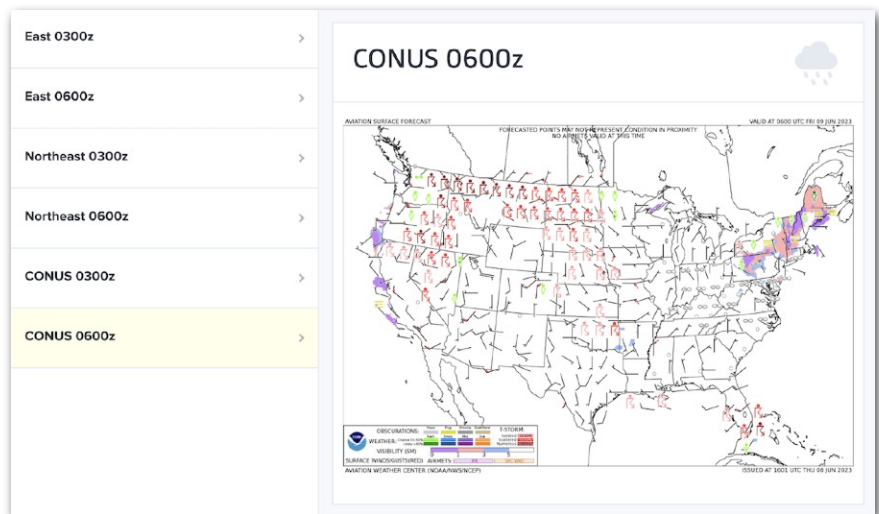 East 0300z
East 0600z
Northeast 0300z
Northeast 0600z
CONUS 0300z
CONUS 0600z
CONUS 0600z
AVIATION SURFACE FORECAST
VALID AT 0600 UTC FRI 09 JUN 2023
FORECASTED POINTS MAY NOT REPRESENT CONDITION IN PROXIMITY
NO AIRMETS VALID AT THIS TIME
OBSCURATIONS:
T-STORM:
WEATHER:
VISIBILITY (SM)
SURFACE WINDS/GUSTS(RED)
AIRMETS:
AVIATION WEATHER CENTER (NOAA/NWS/NCEP)
ISSUED AT 1601 UTC THU 08 JUN 2023